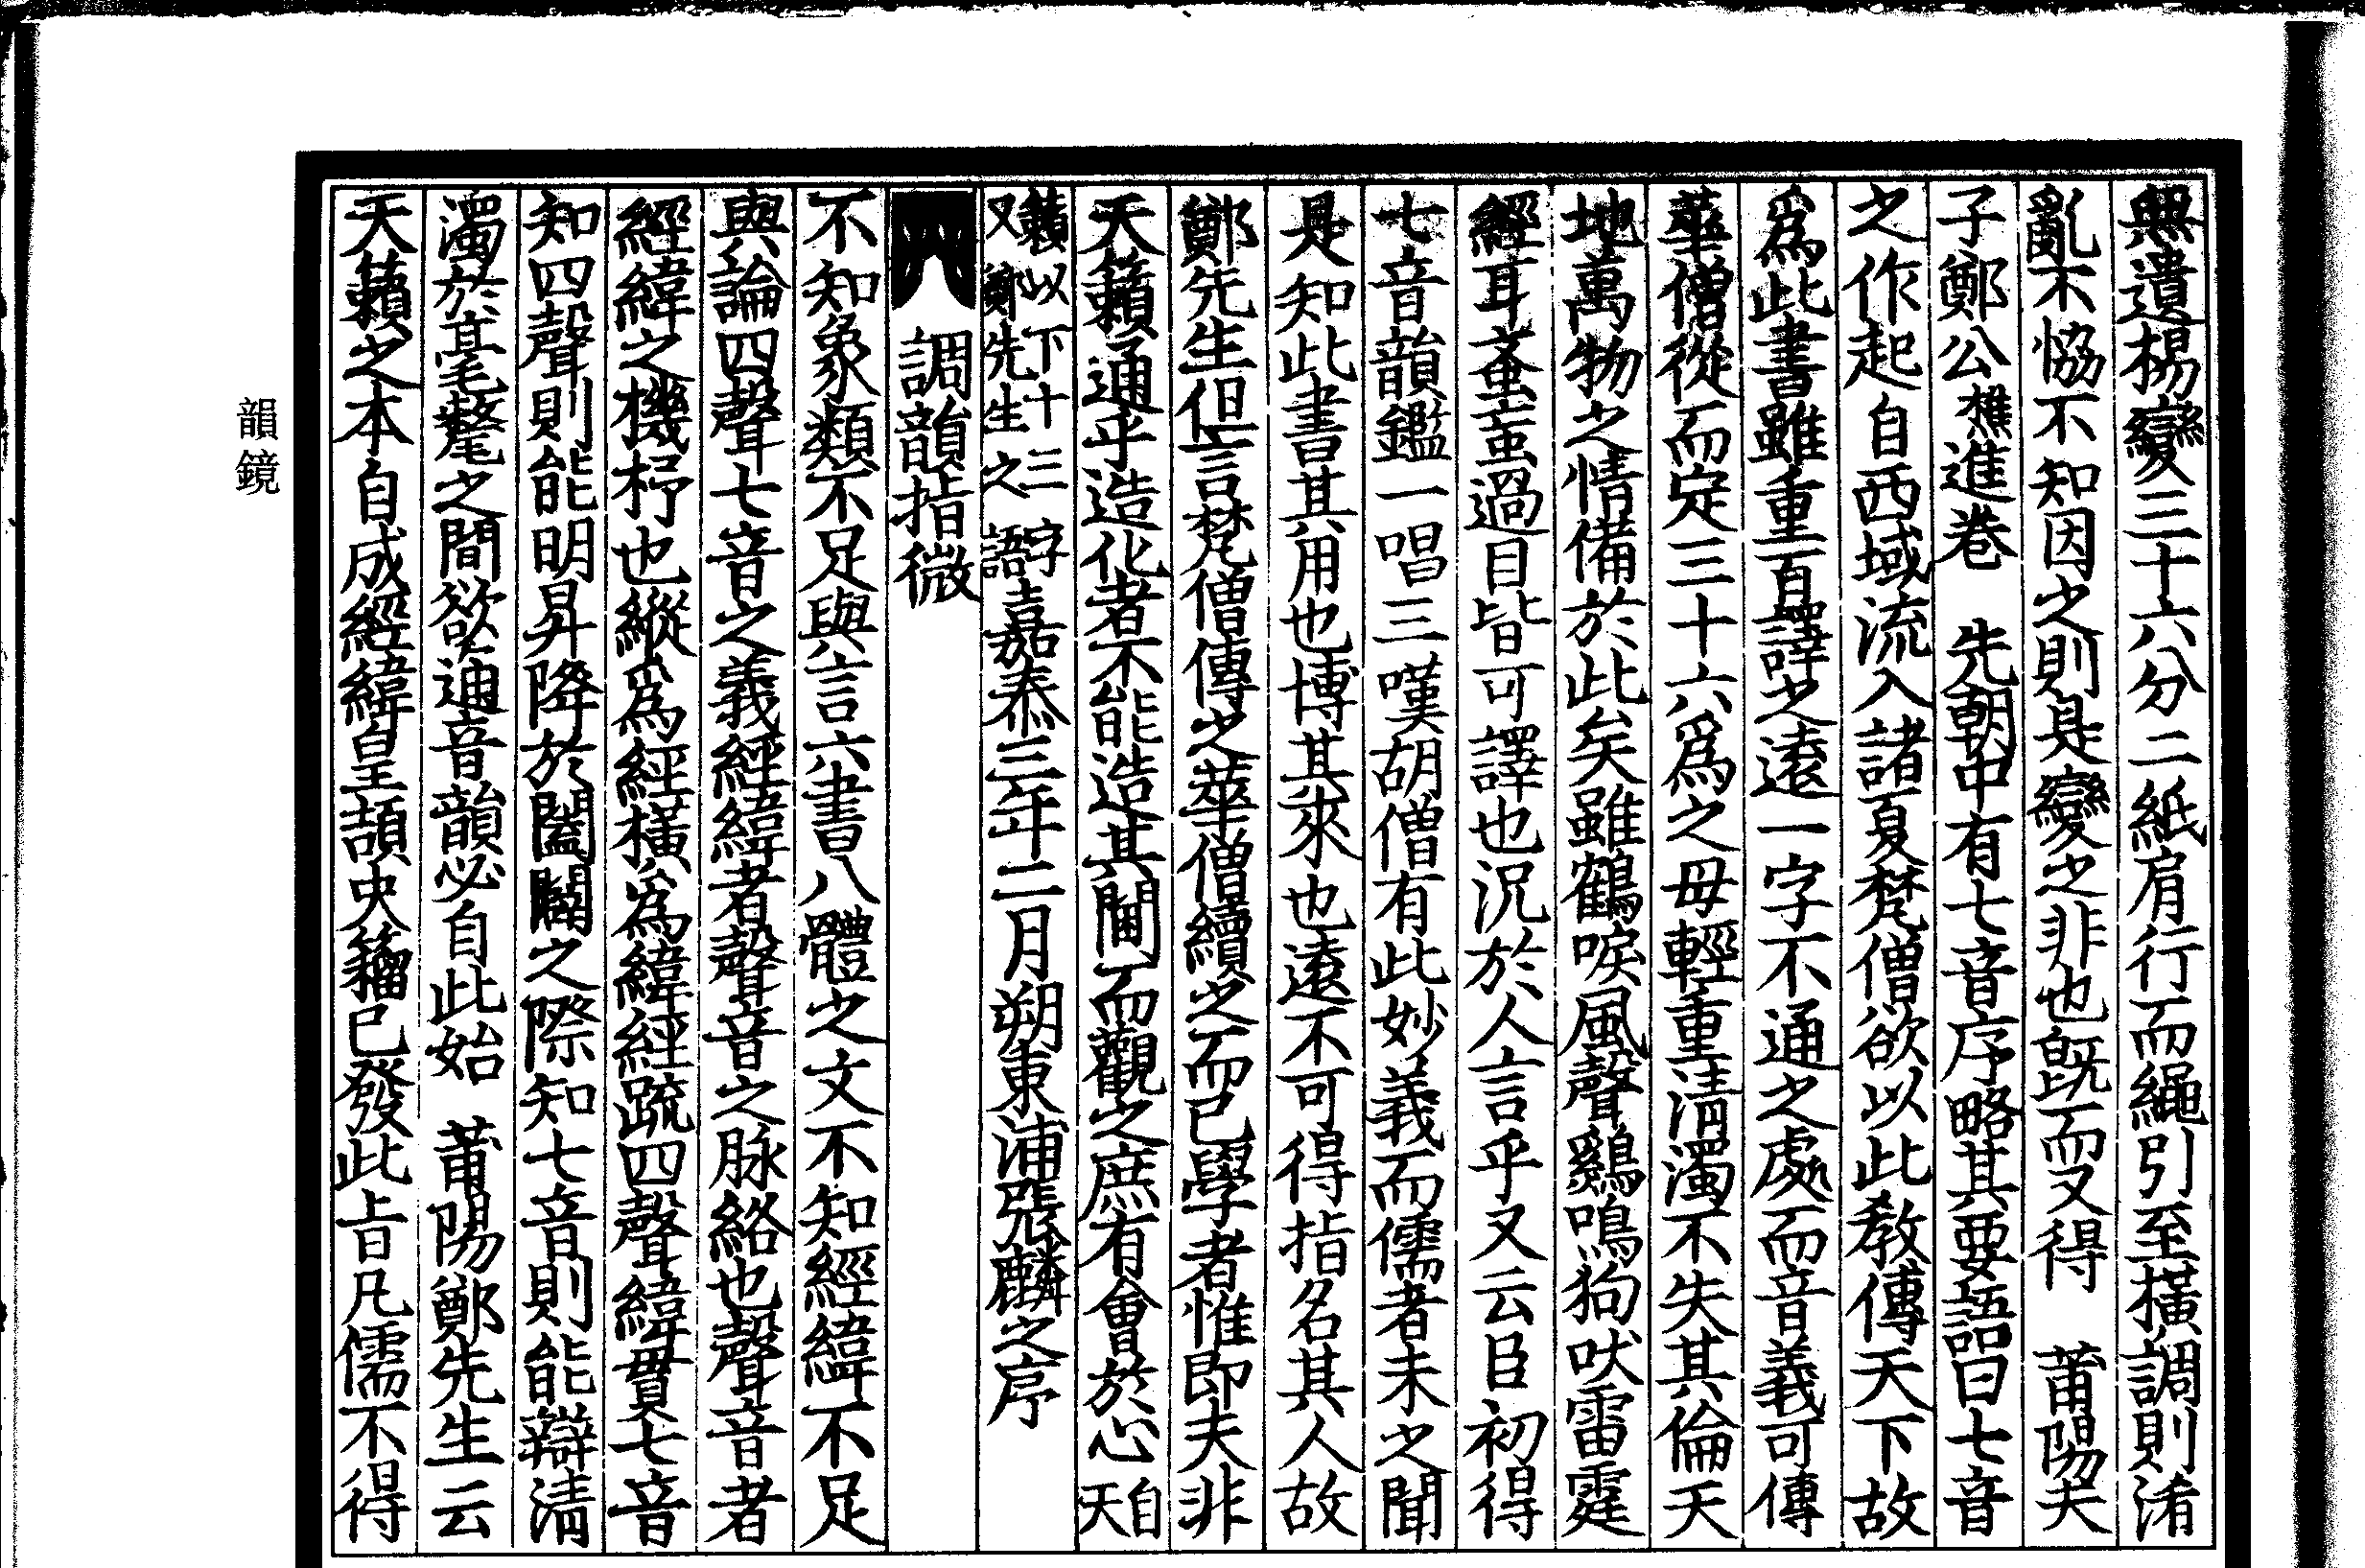 無遺楊變三十六分二紙肩行而繩引至橫調則淆
亂不恊不知因之則是變之非也旣而又得　莆陽夫
子鄭公樵進卷　先朝中有七音序略其要語曰七音
之作起自西域流入諸夏梵僧欲以此教傳天下故
爲此書雖重百譯之遠一字不通之處而音義可傳
華僧從而定三十六爲之母輕重清濁不失其倫天
地萬物之情備於此矣雖鶴唳風聲鷄鳴狗吠雷霆
經耳蚉䖟過目皆可譯也況於人言乎又云臣初得
七音韻鑑一唱三嘆胡僧有此妙義而儒者未之聞
是知此書其用也博其來也遠不可得指名其人故
鄭先生但言梵僧傳之華僧續之而已學者惟即夫非
天籟通乎造化者不能造其閫而觀之庶有會於心自天
籟以下十三字又鄭先生之語嘉泰三年二月朔東浦張麟之序
調韻指微
不知象類不足與言六書八體之文不知經緯不足
與論四聲七音之義經緯者聲音之脉絡也聲音者
經緯之機杼也縱爲經橫爲緯經疏四聲緯貫七音
知四聲則能明昇降於闔闢之際知七音則能辯清
濁於毫氂之間欲通音韻必自此始　莆陽鄭先生云
天籟之本自成經緯皇頡史籀已發此㫖凡儒不得
韻鏡